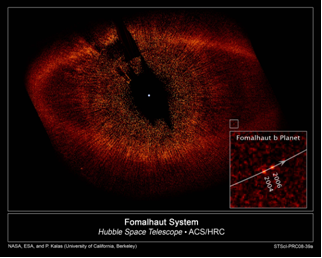 Fomalhaut b Planet
2006
2004
Fomalhaut System
Hubble Space Telescope • ACS/HRC
NASA, ESA, and P. Kalas (University of California, Berkeley)
STScI-PRC08-39a